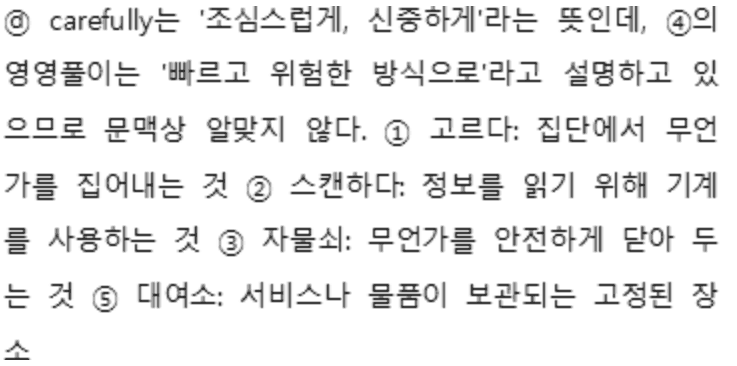 ⓓ carefully는 '조심스럽게, 신중하게'라는 뜻인데, ④의
영영풀이는 '빠르고 위험한 방식으로'라고 설명하고 있
으므로 문맥상 알맞지 않다. ① 고르다: 집단에서 무언
가를 집어내는 것 ② 스캔하다: 정보를 읽기 위해 기계
를 사용하는 것 ③ 자물쇠: 무언가를 안전하게 닫아 두
는 것 ⑤ 대여소: 서비스나 물품이 보관되는 고정된 장
소